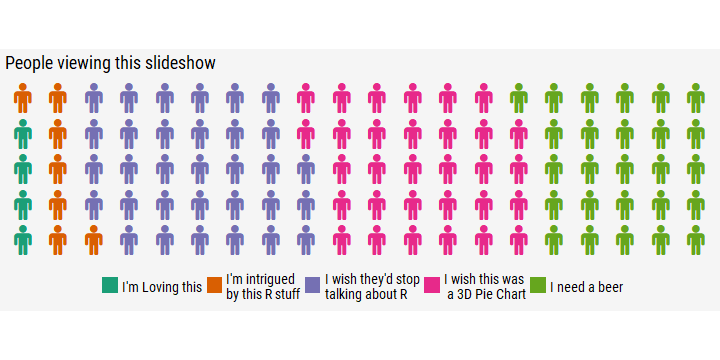 People viewing this slideshow
I'm Loving this
I'm intrigued
by this R stuff
I wish they'd stop
talking about R
I wish this was
a 3D Pie Chart
I need a beer